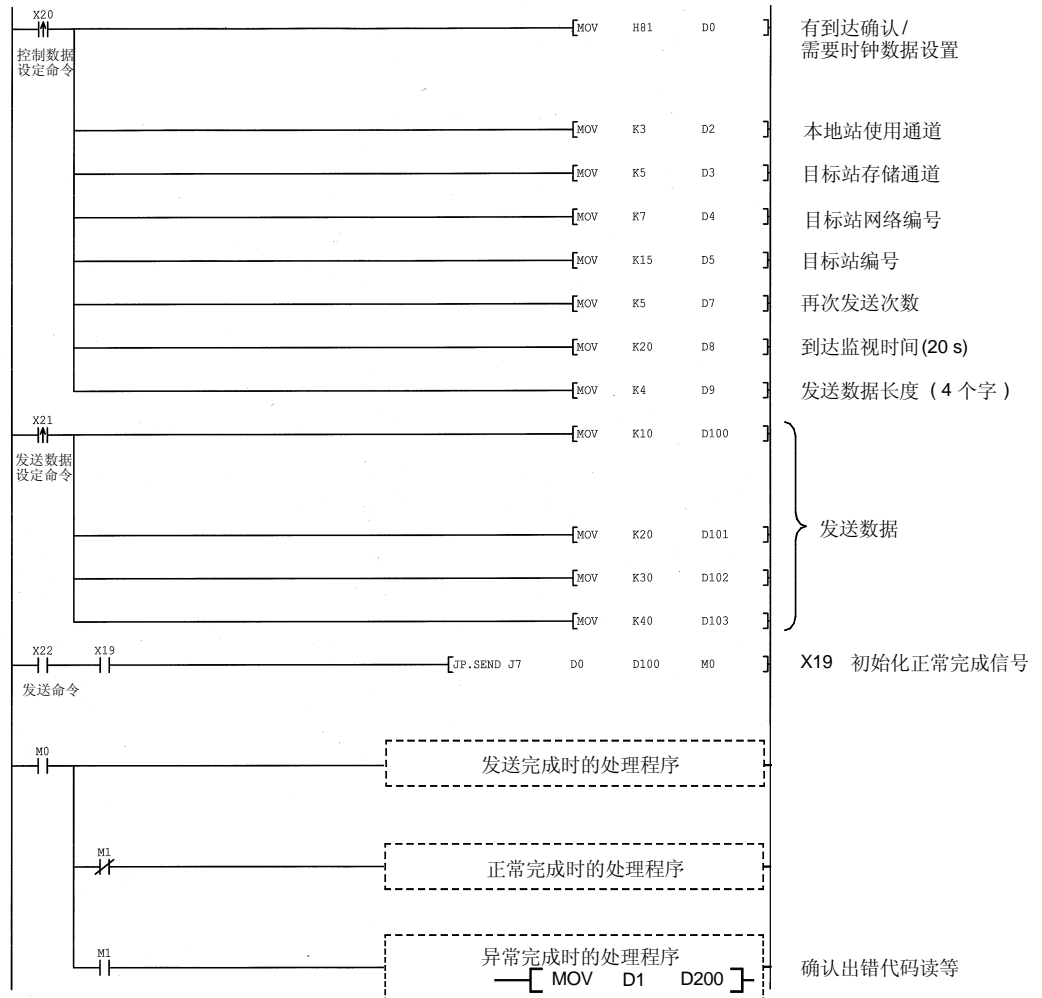 X20
MOV H81 D0 有到达确认/
需要时钟数据设置
控制数据
设定命令
MOV K3 D2 本地站使用通道
MOV K5 D3 目标站存储通道
MOV K7 D4 目标站网络编号
MOV K15 D5 目标站编号
MOV K5 D7 再次发送次数
MOV K20 D8 到达监视时间(20 s)
MOV K4 D9 发送数据长度 ( 4 个字 )
X21
MOV K10 D100
发送数据
设定命令
发送数据
MOV K20 D101
MOV K30 D102
MOV K40 D103
X22 X19
JP.SEND J7 D0 D100 M0 X19 初始化正常完成信号
发送命令
M0
发送完成时的处理程序
M1
正常完成时的处理程序
M1
异常完成时的处理程序
MOV D1 D200 确认出错代码读等